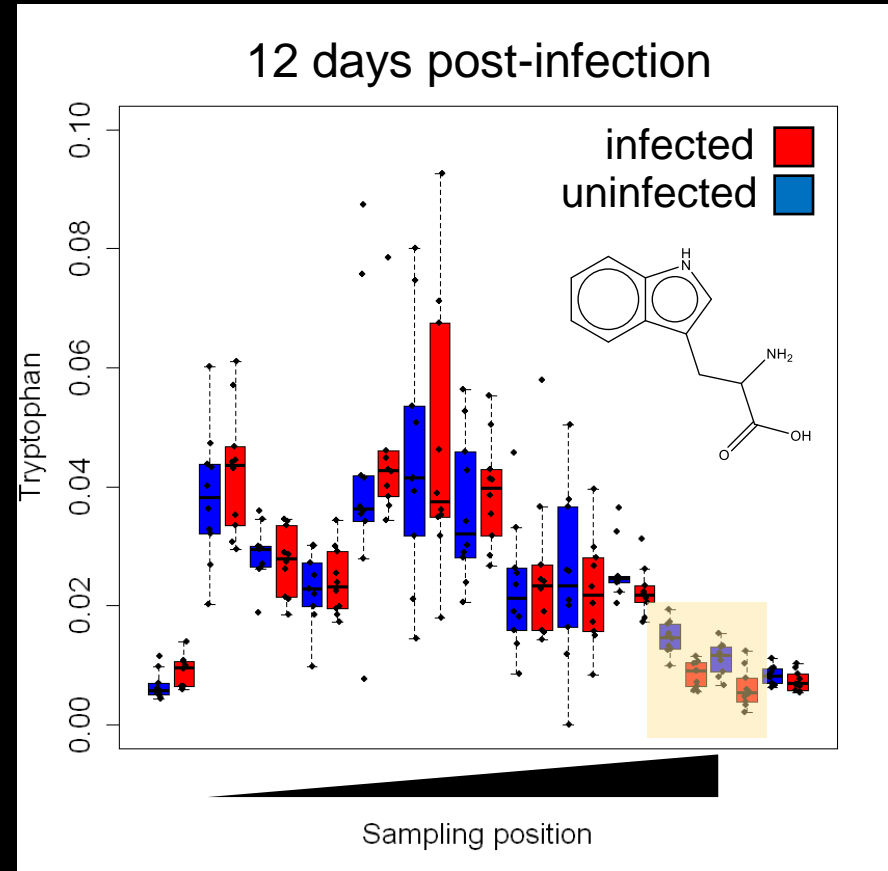 12 days post-infection
infected
uninfected
Tryptophan
0.10
0.08
0.06
0.04
0.02
0.00
H
N
NH2
OH
O
Sampling position